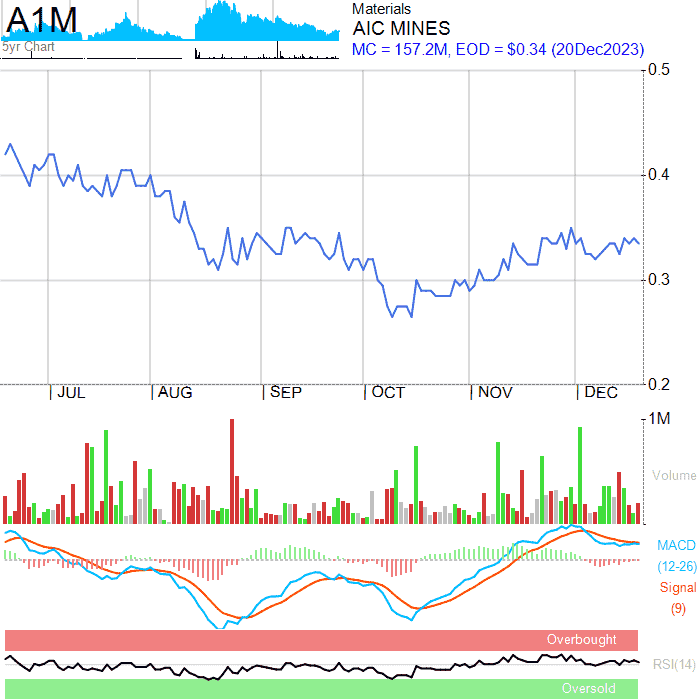 A1M
5yr Chart
Materials
AIC MINES
MC = 157.2M, EOD = $0.34 (20Dec2023)
0.5
0.4
0.3
0.2
JUL AUG SEP OCT NOV DEC
1M
Volume
MACD
(12-26)
Signal
(9)
Overbought
RSI(14)
Oversold